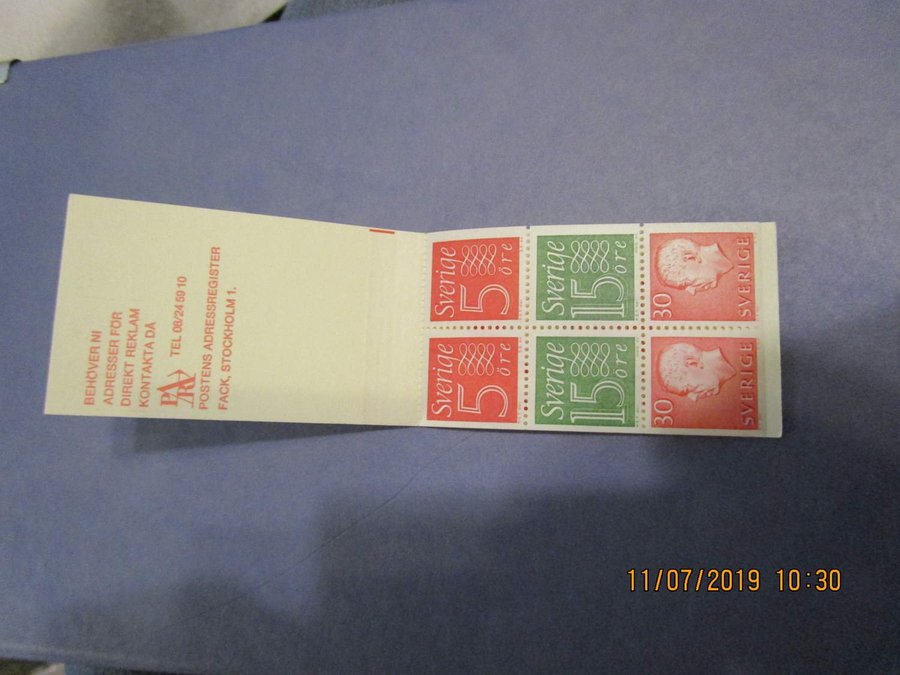 BEHÖVER NI
ADRESSER FÖR
DIREKT REKLAM
KONTAKTA DÅ
PAR TEL 08/24 59 10
POSTENS ADRESSREGISTER
FACK, STOCKHOLM 1.
Sverige
5
öre
Sverige
15
öre
30
SVERIGE
Sverige
5
öre
Sverige
15
öre
30
SVERIGE
11/07/2019 10:30